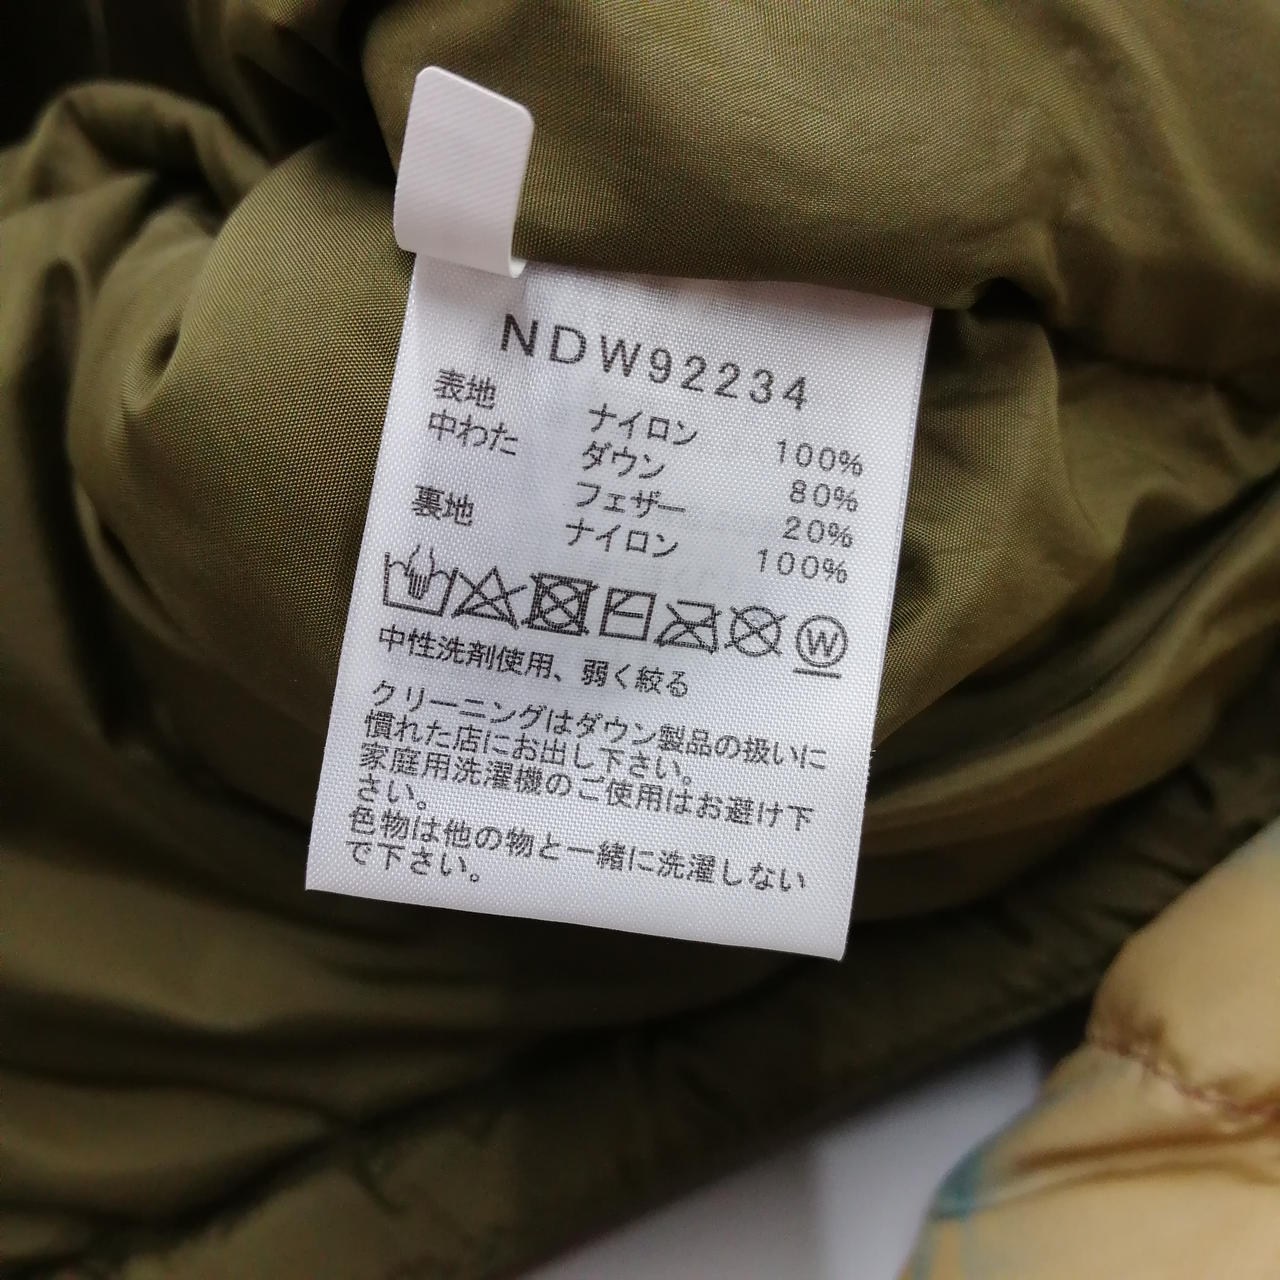 NDW92234
表地 ナイロン 100%
中わた ダウン 80%
フェザー 20%
裏地 ナイロン 100%
W
中性洗剤使用、弱く絞る
クリーニングはダウン製品の扱いに
慣れた店にお出し下さい。
家庭用洗濯機のご使用はお避け下
さい。
色物は他の物と一緒に洗濯しない
で下さい。